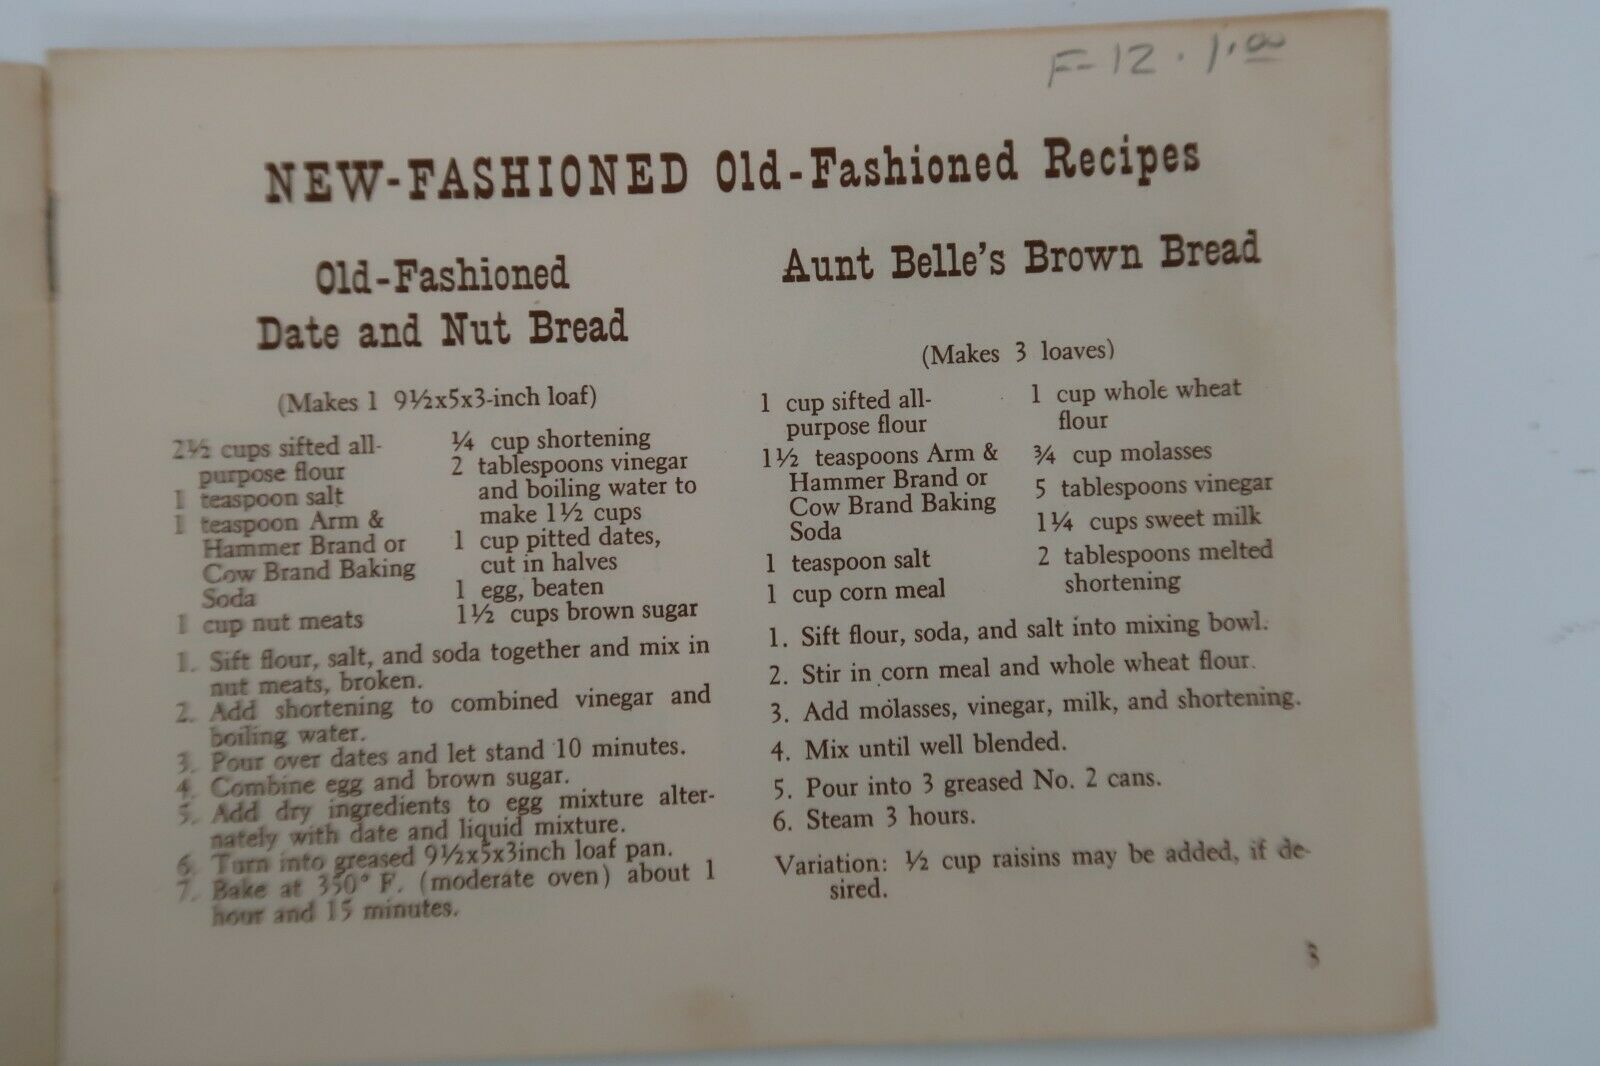 F-12 . 1.00
NEW-FASHIONED Old-Fashioned Recipes
Old-Fashioned
Date and Nut Bread
(Makes 1 9½x5x3-inch loaf)
2½ cups sifted all-
purpose flour
1 teaspoon salt
1 teaspoon Arm &
Hammer Brand or
Cow Brand Baking
Soda
1 cup nut meats
¼ cup shortening
2 tablespoons vinegar
and boiling water to
make 1½ cups
1 cup pitted dates,
cut in halves
1 egg, beaten
1½ cups brown sugar
1. Sift flour, salt, and soda together and mix in
nut meats, broken.
2. Add shortening to combined vinegar and
boiling water.
3. Pour over dates and let stand 10 minutes.
4. Combine egg and brown sugar.
5. Add dry ingredients to egg mixture alter-
nately with date and liquid mixture.
6. Turn into greased 9½x5x3inch loaf pan.
7. Bake at 350° F. (moderate oven) about 1
hour and 15 minutes.
Aunt Belle's Brown Bread
(Makes 3 loaves)
1 cup sifted all-
purpose flour
1½ teaspoons Arm &
Hammer Brand or
Cow Brand Baking
Soda
1 teaspoon salt
1 cup corn meal
1 cup whole wheat
flour
¾ cup molasses
5 tablespoons vinegar
1¼ cups sweet milk
2 tablespoons melted
shortening
1. Sift flour, soda, and salt into mixing bowl.
2. Stir in corn meal and whole wheat flour.
3. Add molasses, vinegar, milk, and shortening.
4. Mix until well blended.
5. Pour into 3 greased No. 2 cans.
6. Steam 3 hours.
Variation: ½ cup raisins may be added, if de-
sired.
3